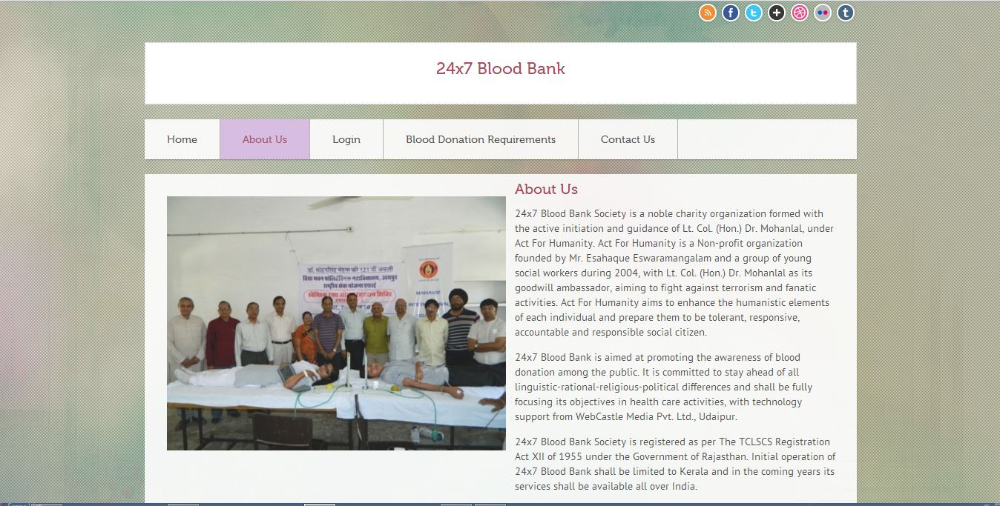 24x7 Blood Bank
Home
About Us
Login
Blood Donation Requirements
Contact Us
About Us
24x7 Blood Bank Society is a noble charity organization formed with
the active initiation and guidance of Lt. Col. (Hon.) Dr. Mohanlal, under
Act For Humanity. Act For Humanity is a Non-profit organization
founded by Mr. Esahaque Eswaramangalam and a group of young
social workers during 2004, with Lt. Col. (Hon.) Dr. Mohanlal as its
goodwill ambassador, aiming to fight against terrorism and fanatic
activities. Act For Humanity aims to enhance the humanistic elements
of each individual and prepare them to be tolerant, responsive,
accountable and responsible social citizen.
24x7 Blood Bank is aimed at promoting the awareness of blood
donation among the public. It is committed to stay ahead of all
linguistic-rational-religious-political differences and shall be fully
focusing its objectives in health care activities, with technology
support from WebCastle Media Pvt. Ltd., Udaipur.
24x7 Blood Bank Society is registered as per The TCLSCS Registration
Act XII of 1955 under the Government of Rajasthan. Initial operation of
24x7 Blood Bank shall be limited to Kerala and in the coming years its
services shall be available all over India.
डॉ. मोहनसिंह मेहता की 121 वीं जयन्ती
विद्या भवन पॉलिटेक्निक महाविद्यालय, उदयपुर
राष्ट्रीय सेवा योजना इकाई
MAHAVIR
INTERNATIONAL